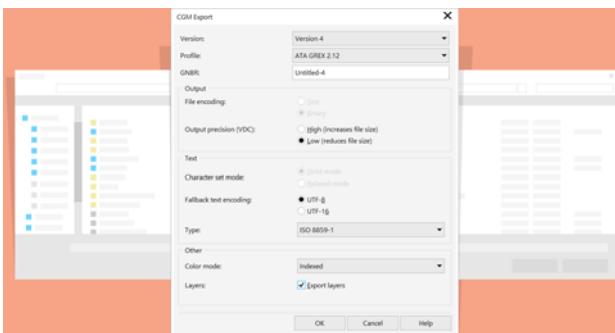 CGM Export
Version: Version 4
Profile: ATA GREX 2.12
GNBR: Untitled-4
Output
File encoding:
Binary
Output precision (VDC): High (increases file size)
Low (reduces file size)
Text
Character set mode: Strict mode
Relaxed mode
Fallback text encoding: UTF-8
UTF-16
Type: ISO 8859-1
Other
Color mode: Indexed
Layers: Export layers
OK Cancel Help